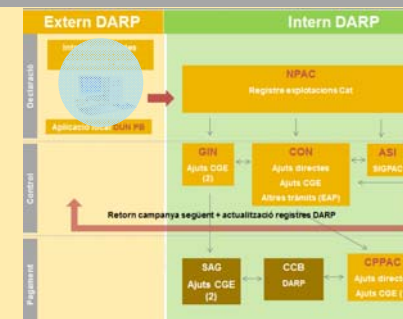 Extern DARP
Intern DARP
Declaració
NPAC
Registre explotacions Cat
Aplicació local DUN PB
Control
GIN
Ajuts CGE
(2)
CON
Ajuts directes
Ajuts CGE
Altres tràmits (EAP)
ASI
SIGPAC
Retorn campanya següent + actualització registres DARP
Pagament
SAG
Ajuts CGE
(2)
CCB
DARP
CPPAC
Ajuts direct
Ajuts CGE (